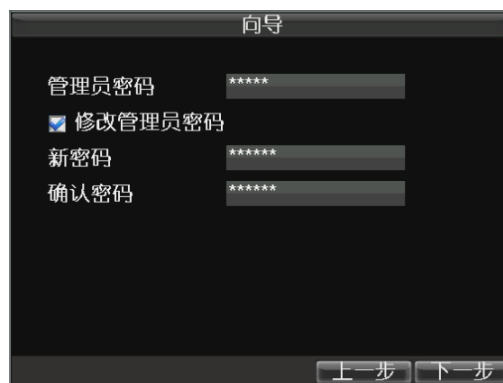 向导
管理员密码 *****
修改管理员密码
新密码 ******
确认密码 ******
上一步 下一步